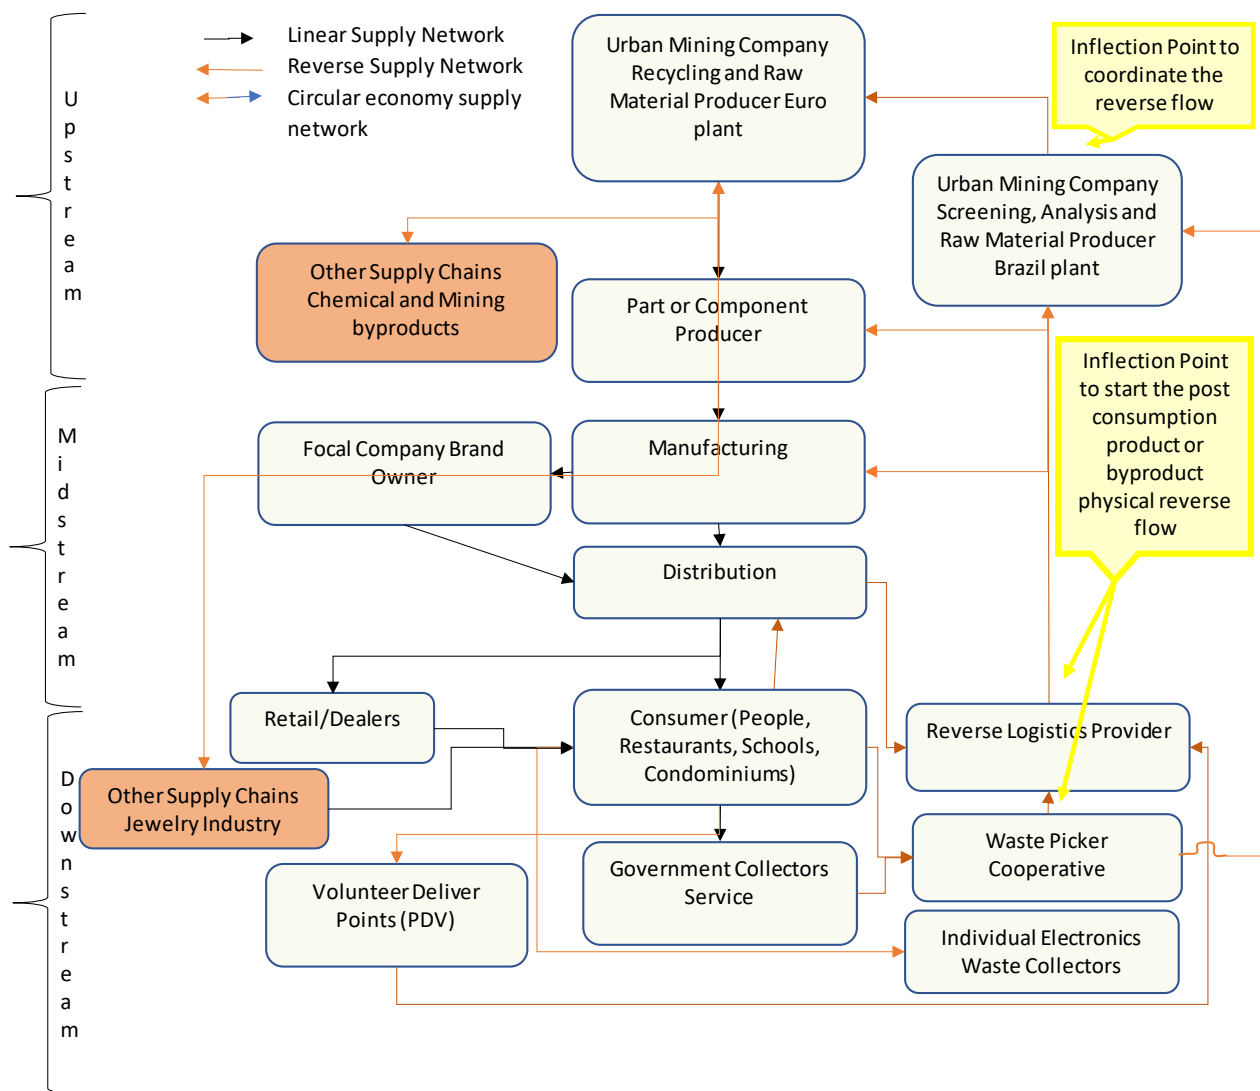 Linear Supply Network
Reverse Supply Network
Circular economy supply
network
Urban Mining Company
Recycling and Raw
Material Producer Euro
plant
Inflection Point to
coordinate the
reverse flow
Upstream
Urban Mining Company
Screening, Analysis and
Raw Material Producer
Brazil plant
Other Supply Chains
Chemical and Mining
byproducts
Part or Component
Producer
Inflection Point
to start the post
consumption
product or
byproduct
physical reverse
flow
Midstream
Focal Company Brand
Owner
Manufacturing
Distribution
Retail/Dealers
Consumer (People,
Restaurants, Schools,
Condominiums)
Reverse Logistics Provider
Downstream
Other Supply Chains
Jewelry Industry
Government Collectors
Service
Waste Picker
Cooperative
Volunteer Deliver
Points (PDV)
Individual Electronics
Waste Collectors